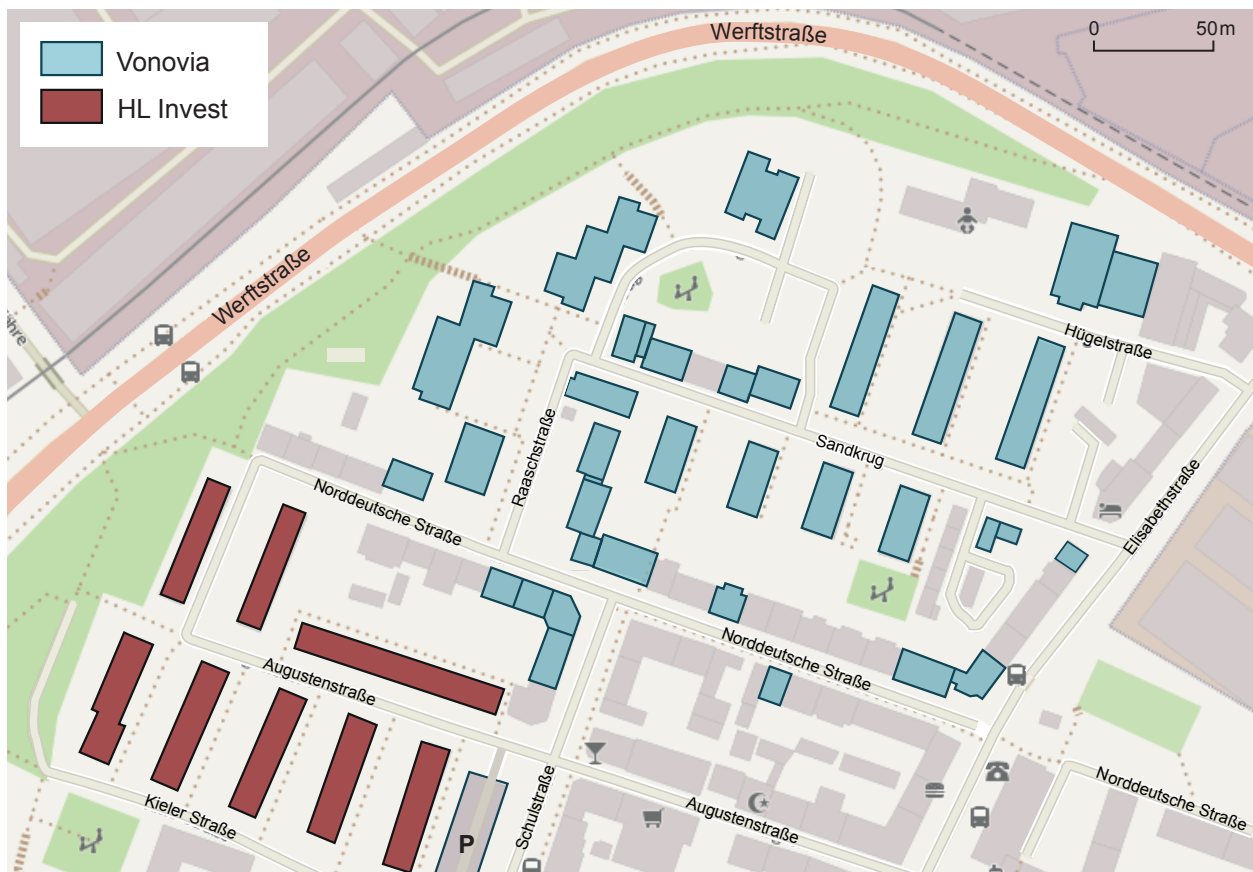 Vonovia
HL Invest
0 50 m
Werftstraße
Werftstraße
Hügelstraße
Raaschstraße
Sandkrug
Norddeutsche Straße
Elisabethstraße
Norddeutsche Straße
Augustenstraße
Norddeutsche Straße
Kieler Straße
Schulstraße
Augustenstraße
P